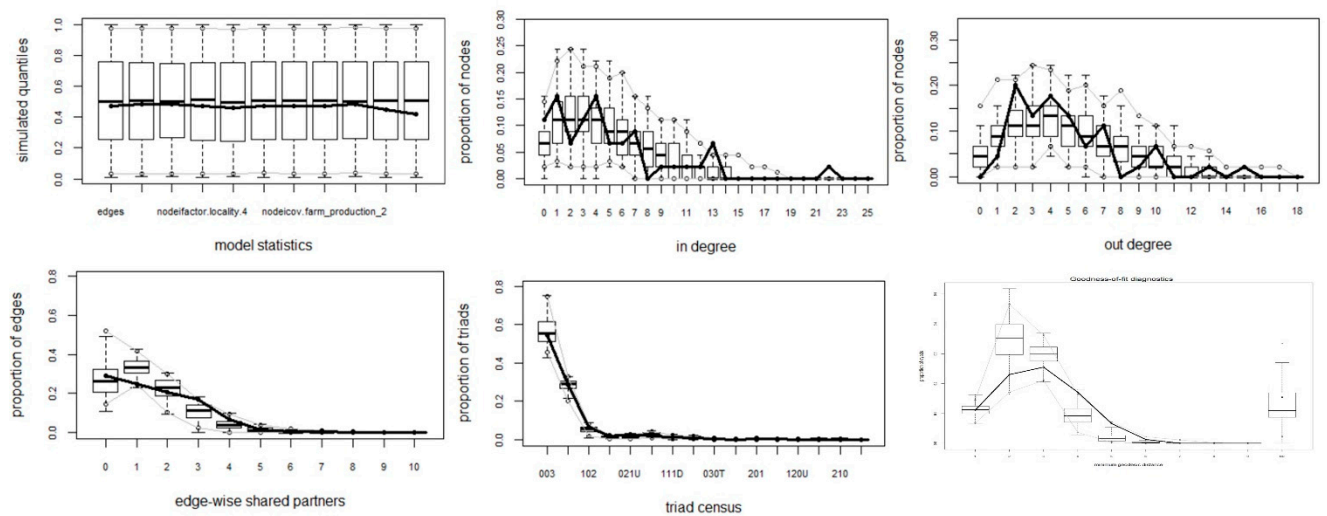 simulated quantiles
0.0 0.2 0.4 0.6 0.8 1.0
edges nodeifactor.locality.4 nodeicov.farm_production_2
model statistics
proportion of nodes
0.00 0.05 0.10 0.15 0.20 0.25 0.30
0 1 2 3 4 5 6 7 8 9 11 13 15 17 19 21 23 25
in degree
proportion of nodes
0.00 0.10 0.20 0.30
0 1 2 3 4 5 6 7 8 9 10 12 14 16 18
out degree
proportion of edges
0.0 0.2 0.4 0.6 0.8
0 1 2 3 4 5 6 7 8 9 10
edge-wise shared partners
proportion of triads
0.0 0.2 0.4 0.6 0.8
003 102 021U 111D 030T 201 120U 210
triad census
Goodness-of-fit diagnostics
minimum geodesic distance